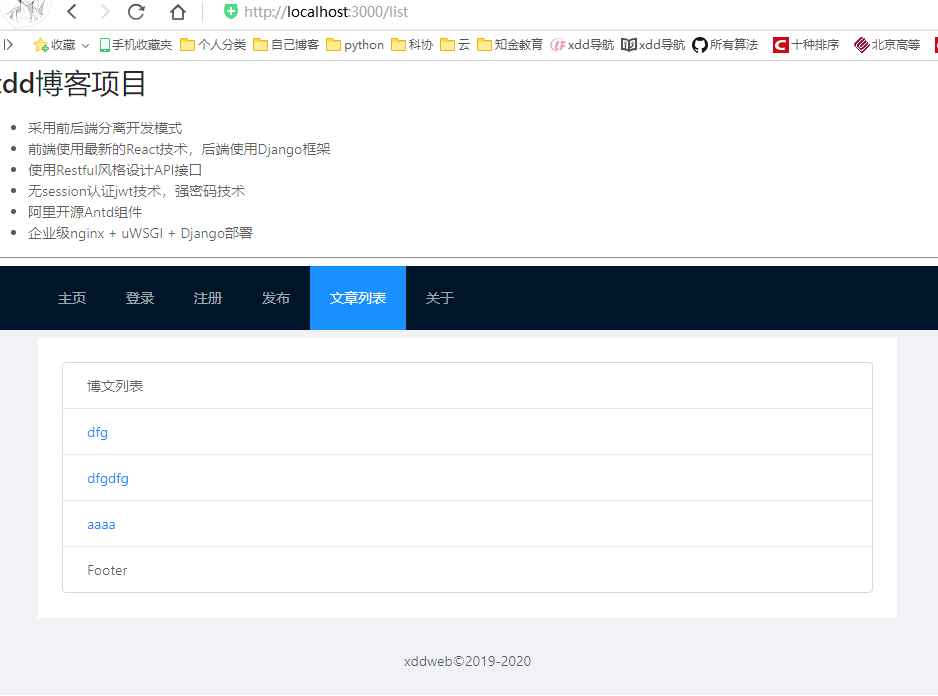 http://localhost:3000/list
收藏 手机收藏夹 个人分类 自己博客 python 科协 云 知金教育 xdd导航 xdd导航 所有算法 十种排序 北京高等
xdd博客项目
采用前后端分离开发模式
前端使用最新的React技术，后端使用Django框架
使用Restful风格设计API接口
无session认证jwt技术，强密码技术
阿里开源Antd组件
企业级nginx + uWSGI + Django部署
主页 登录 注册 发布 文章列表 关于
博文列表
dfg
dfgdfg
aaaa
Footer
xddweb©2019-2020